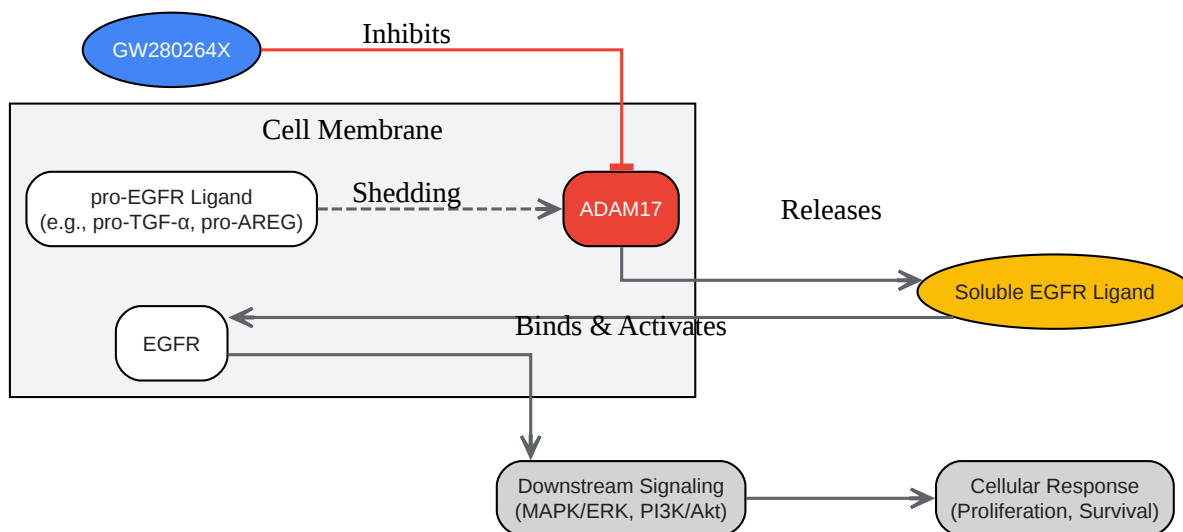 Inhibits
GW280264X
Cell Membrane
pro-EGFR Ligand
(e.g., pro-TGF-α, pro-AREG)
Shedding
ADAM17
Releases
Soluble EGFR Ligand
Binds & Activates
EGFR
Downstream Signaling
(MAPK/ERK, PI3K/Akt)
Cellular Response
(Proliferation, Survival)